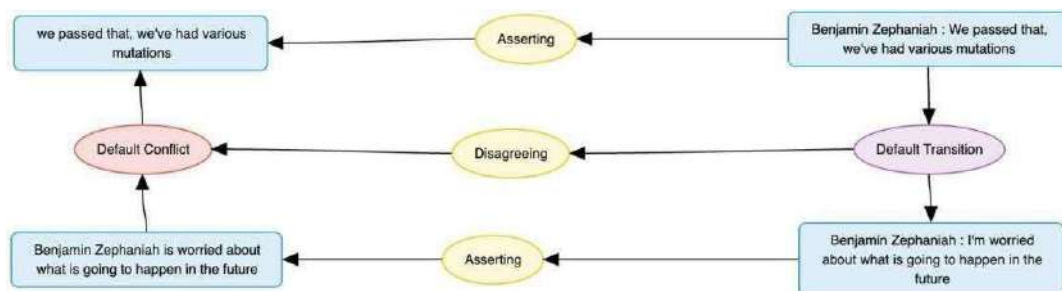 we passed that, we've had various
mutations
Asserting
Benjamin Zephaniah : We passed that,
we've had various mutations
Default Conflict
Disagreeing
Default Transition
Benjamin Zephaniah is worried about
what is going to happen in the future
Asserting
Benjamin Zephaniah : I'm worried
about what is going to happen in the
future